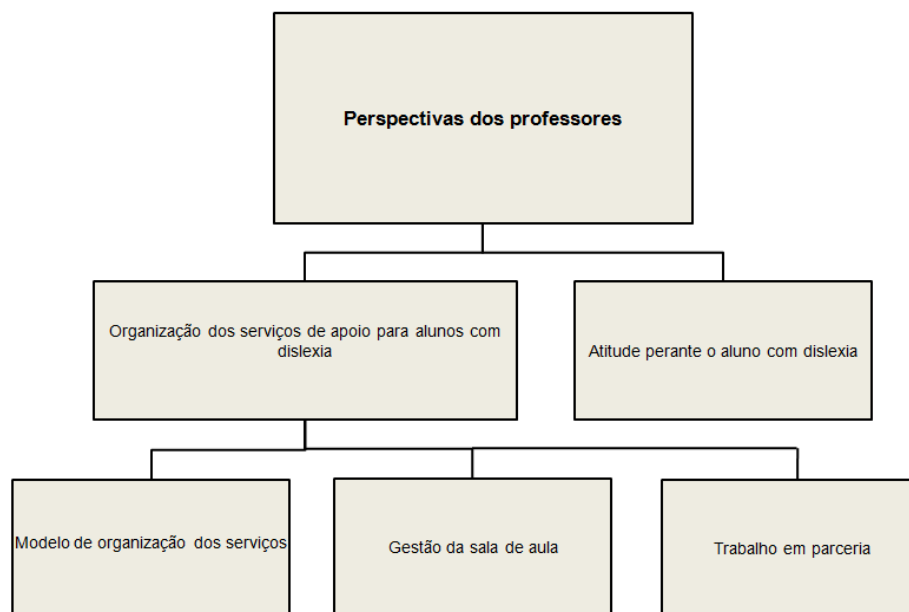 Perspectivas dos professores
Organização dos serviços de apoio para alunos com
dislexia
Atitude perante o aluno com dislexia
Modelo de organização dos serviços
Gestão da sala de aula
Trabalho em parceria